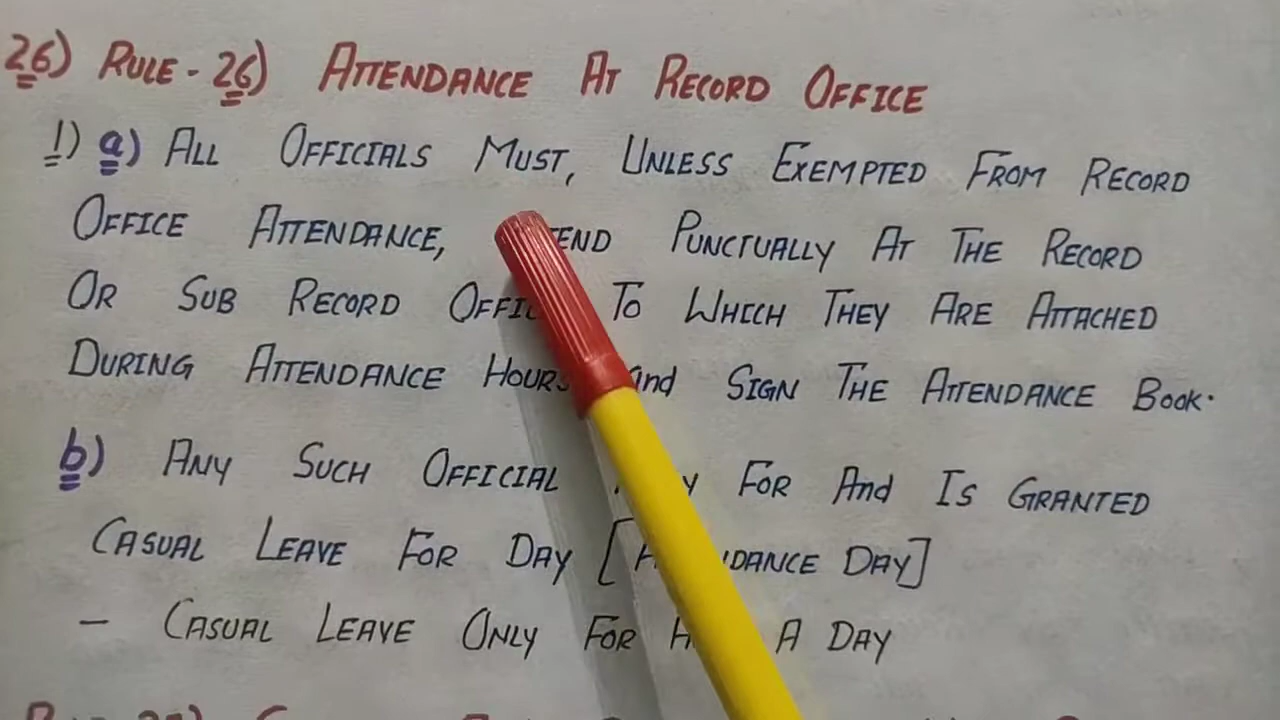 26) RULE - 26) ATTENDANCE AT RECORD OFFICE
1) a) ALL OFFICIALS MUST, UNLESS EXEMPTED FROM RECORD
OFFICE ATTENDANCE, PUNCTUALLY AT THE RECORD
OR SUB RECORD TO WHICH THEY ARE ATTACHED
DURING ATTENDANCE HOURS And SIGN THE ATTENDANCE BOOK.
b) ANY SUCH OFFICIAL FOR And IS GRANTED
CASUAL LEAVE FOR DAY [ DAY]
- CASUAL LEAVE ONLY FOR A DAY